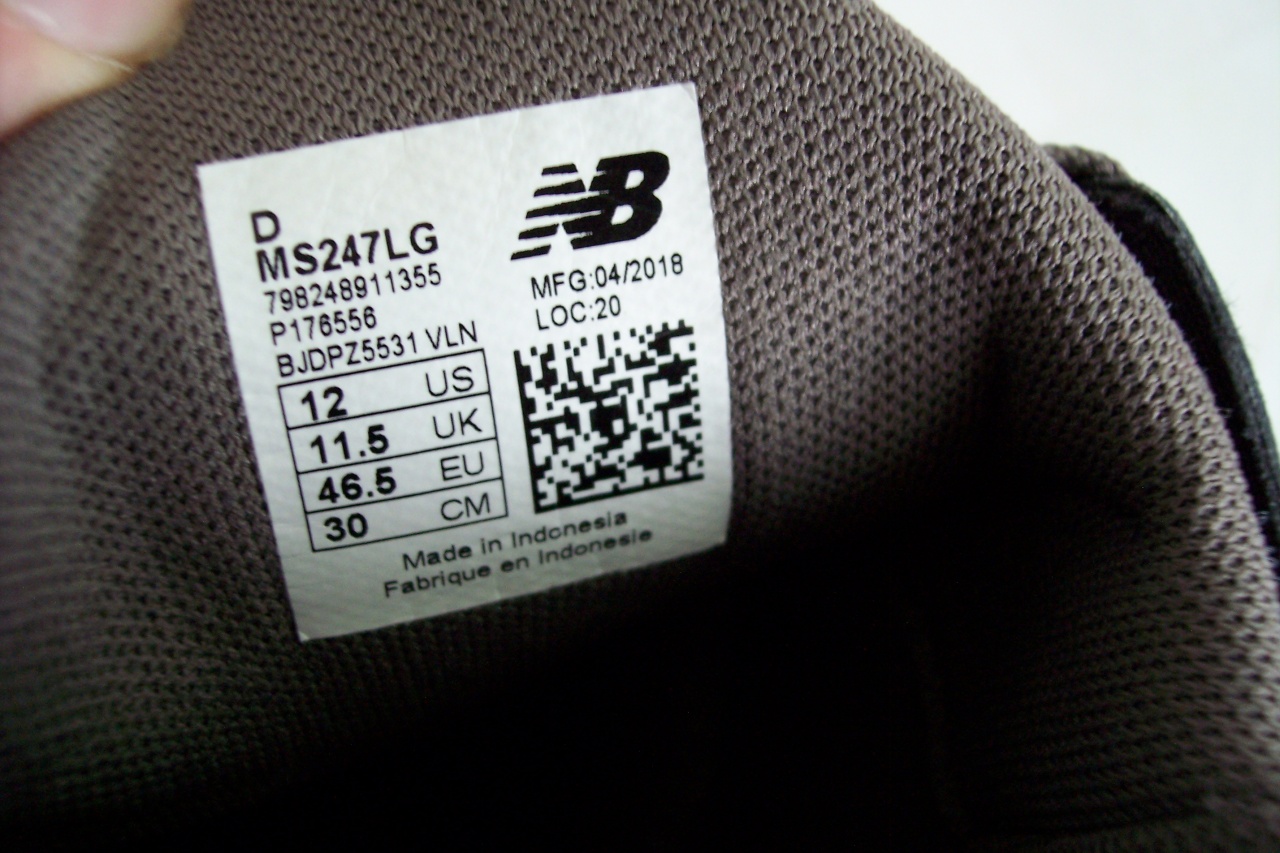 NB
D
MS247LG
798248911355
P176556
BJDPZ5531 VLN
MFG:04/2018
LOC:20
12 US
11.5 UK
46.5 EU
30 CM
Made in Indonesia
Fabrique en Indonesie